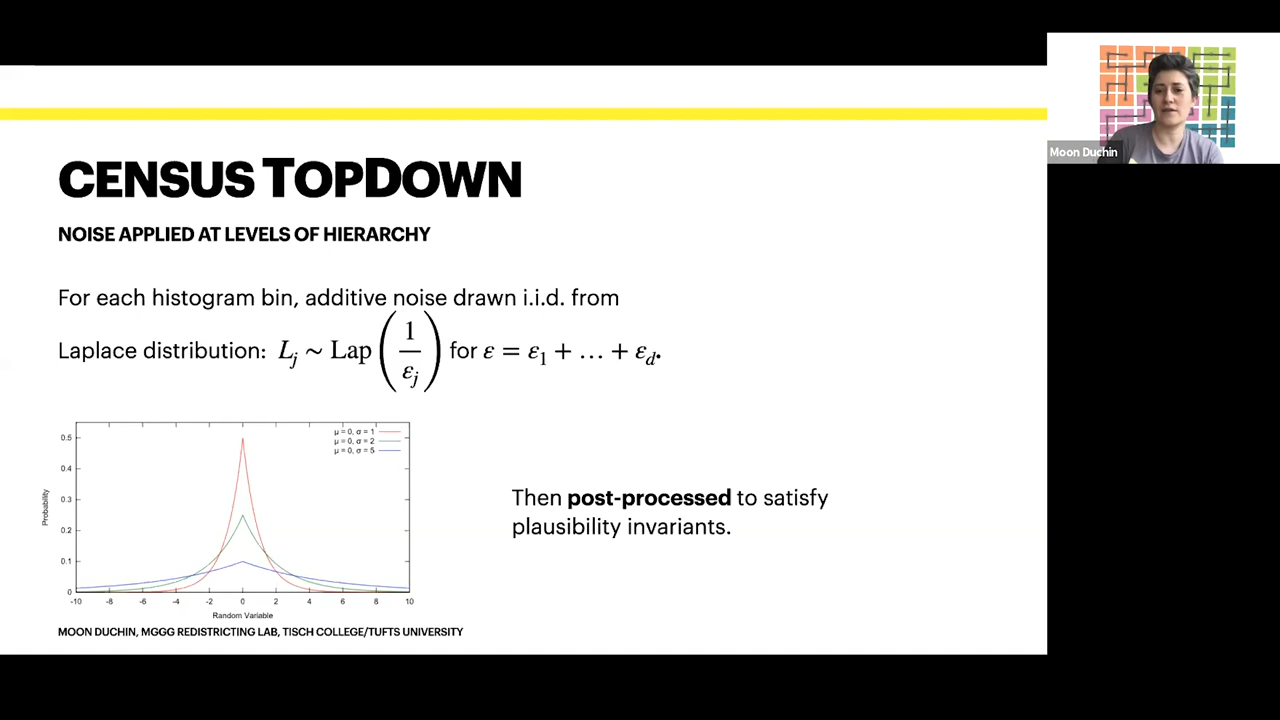 CENSUS TOPDOWN
NOISE APPLIED AT LEVELS OF HIERARCHY
For each histogram bin, additive noise drawn i.i.d. from
Laplace distribution: Lⱼ ~ Lap(1/εⱼ) for ε = ε₁ + … + ε_d.
μ = 0, σ = 1
μ = 0, σ = 2
μ = 0, σ = 5
0.5
0.4
0.3
0.2
0.1
0
Probability
-10 -8 -6 -4 -2 0 2 4 6 8 10
Random Variable
Then post-processed to satisfy
plausibility invariants.
MOON DUCHIN, MGGG REDISTRICTING LAB, TISCH COLLEGE/TUFTS UNIVERSITY
Moon Duchin